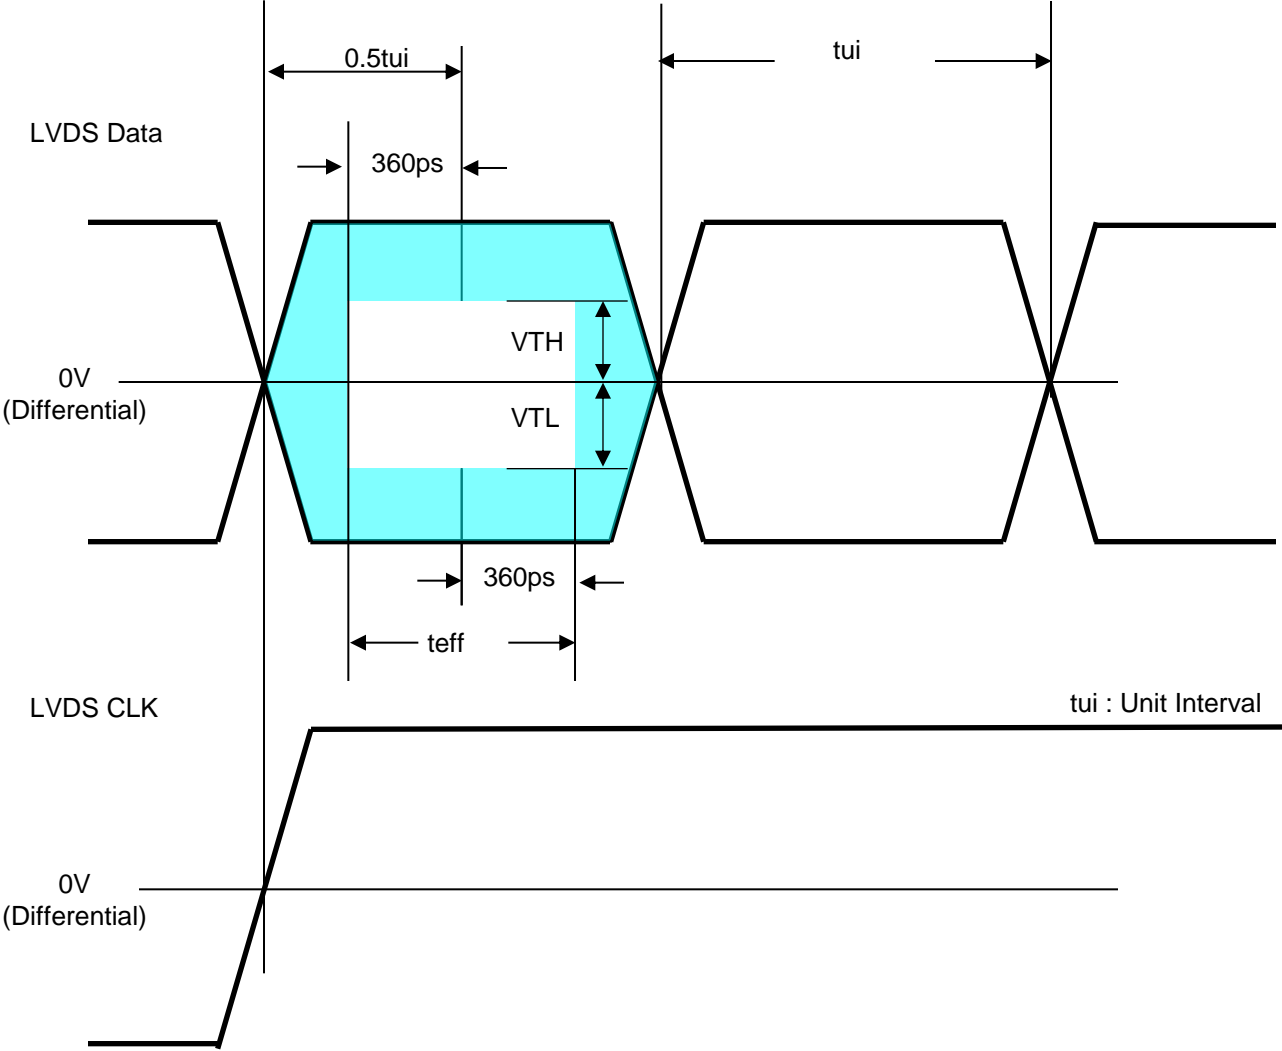 0.5tui
tui
LVDS Data
360ps
VTH
0V
(Differential)
VTL
360ps
teff
LVDS CLK
tui : Unit Interval
0V
(Differential)